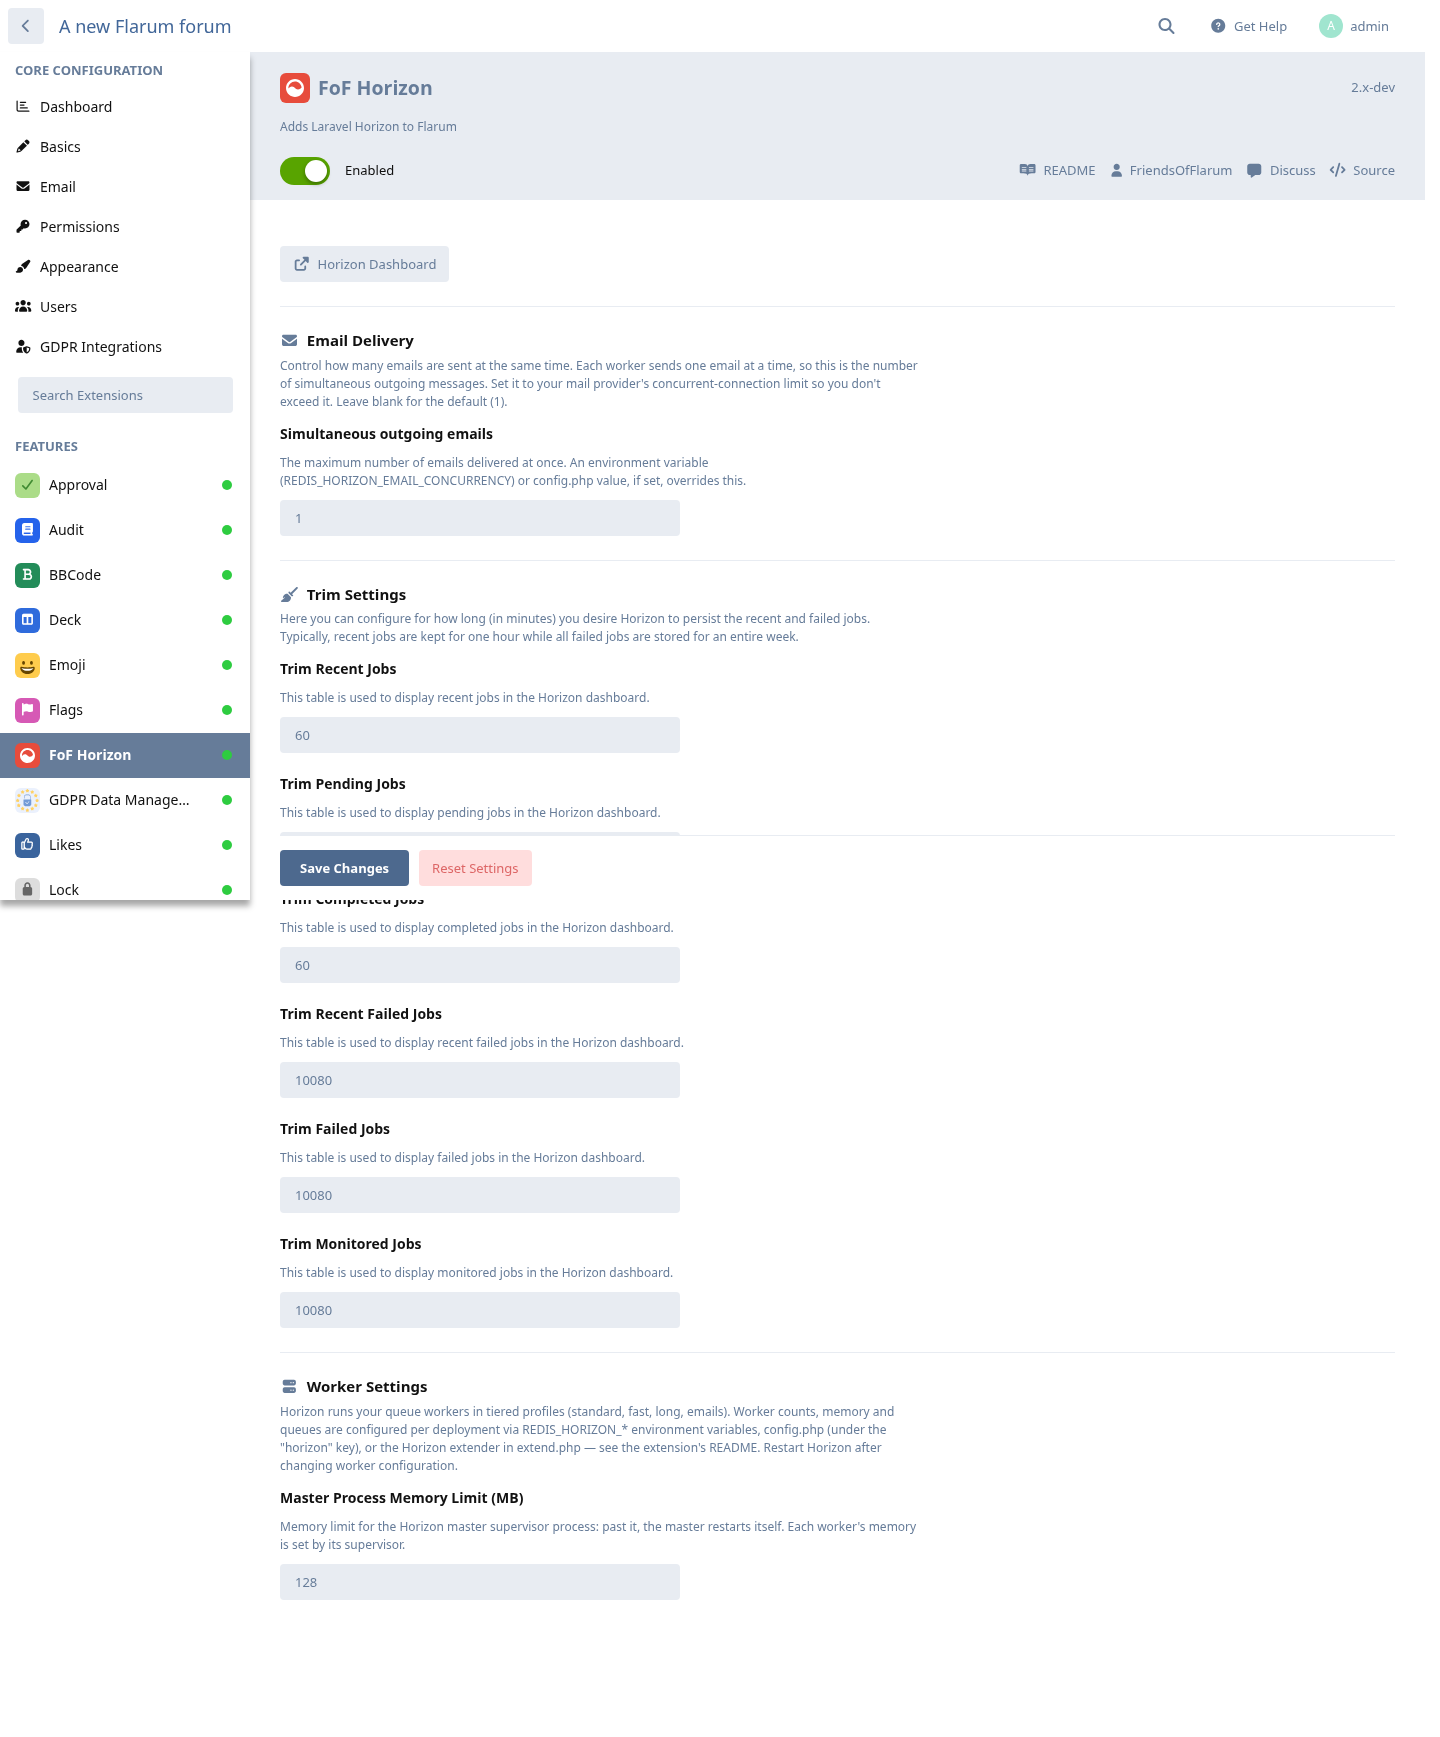 A new Flarum forum
Get Help
A
admin
CORE CONFIGURATION
Dashboard
Basics
Email
Permissions
Appearance
Users
GDPR Integrations
Search Extensions
FEATURES
Approval
Audit
BBCode
Deck
Emoji
Flags
FoF Horizon
GDPR Data Manage...
Likes
Lock
FoF Horizon
2.x-dev
Adds Laravel Horizon to Flarum
Enabled
README
FriendsOfFlarum
Discuss
Source
Horizon Dashboard
Email Delivery
Control how many emails are sent at the same time. Each worker sends one email at a time, so this is the number
of simultaneous outgoing messages. Set it to your mail provider's concurrent-connection limit so you don't
exceed it. Leave blank for the default (1).
Simultaneous outgoing emails
The maximum number of emails delivered at once. An environment variable
(REDIS_HORIZON_EMAIL_CONCURRENCY) or config.php value, if set, overrides this.
1
Trim Settings
Here you can configure for how long (in minutes) you desire Horizon to persist the recent and failed jobs.
Typically, recent jobs are kept for one hour while all failed jobs are stored for an entire week.
Trim Recent Jobs
This table is used to display recent jobs in the Horizon dashboard.
60
Trim Pending Jobs
This table is used to display pending jobs in the Horizon dashboard.
Save Changes
Reset Settings
Trim Completed Jobs
This table is used to display completed jobs in the Horizon dashboard.
60
Trim Recent Failed Jobs
This table is used to display recent failed jobs in the Horizon dashboard.
10080
Trim Failed Jobs
This table is used to display failed jobs in the Horizon dashboard.
10080
Trim Monitored Jobs
This table is used to display monitored jobs in the Horizon dashboard.
10080
Worker Settings
Horizon runs your queue workers in tiered profiles (standard, fast, long, emails). Worker counts, memory and
queues are configured per deployment via REDIS_HORIZON_* environment variables, config.php (under the
"horizon" key), or the Horizon extender in extend.php — see the extension's README. Restart Horizon after
changing worker configuration.
Master Process Memory Limit (MB)
Memory limit for the Horizon master supervisor process: past it, the master restarts itself. Each worker's memory
is set by its supervisor.
128